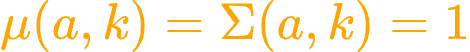 μ(a, k) = Σ(a, k) = 1